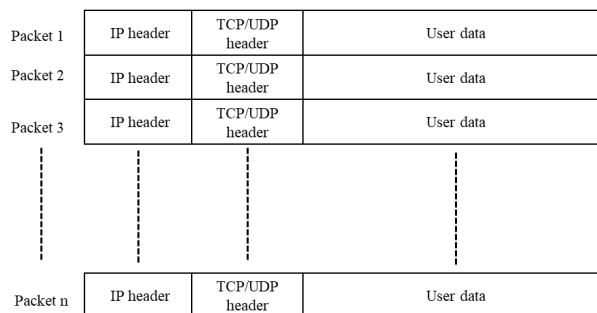 Packet 1 IP header TCP/UDP header User data
Packet 2 IP header TCP/UDP header User data
Packet 3 IP header TCP/UDP header User data
Packet n IP header TCP/UDP header User data